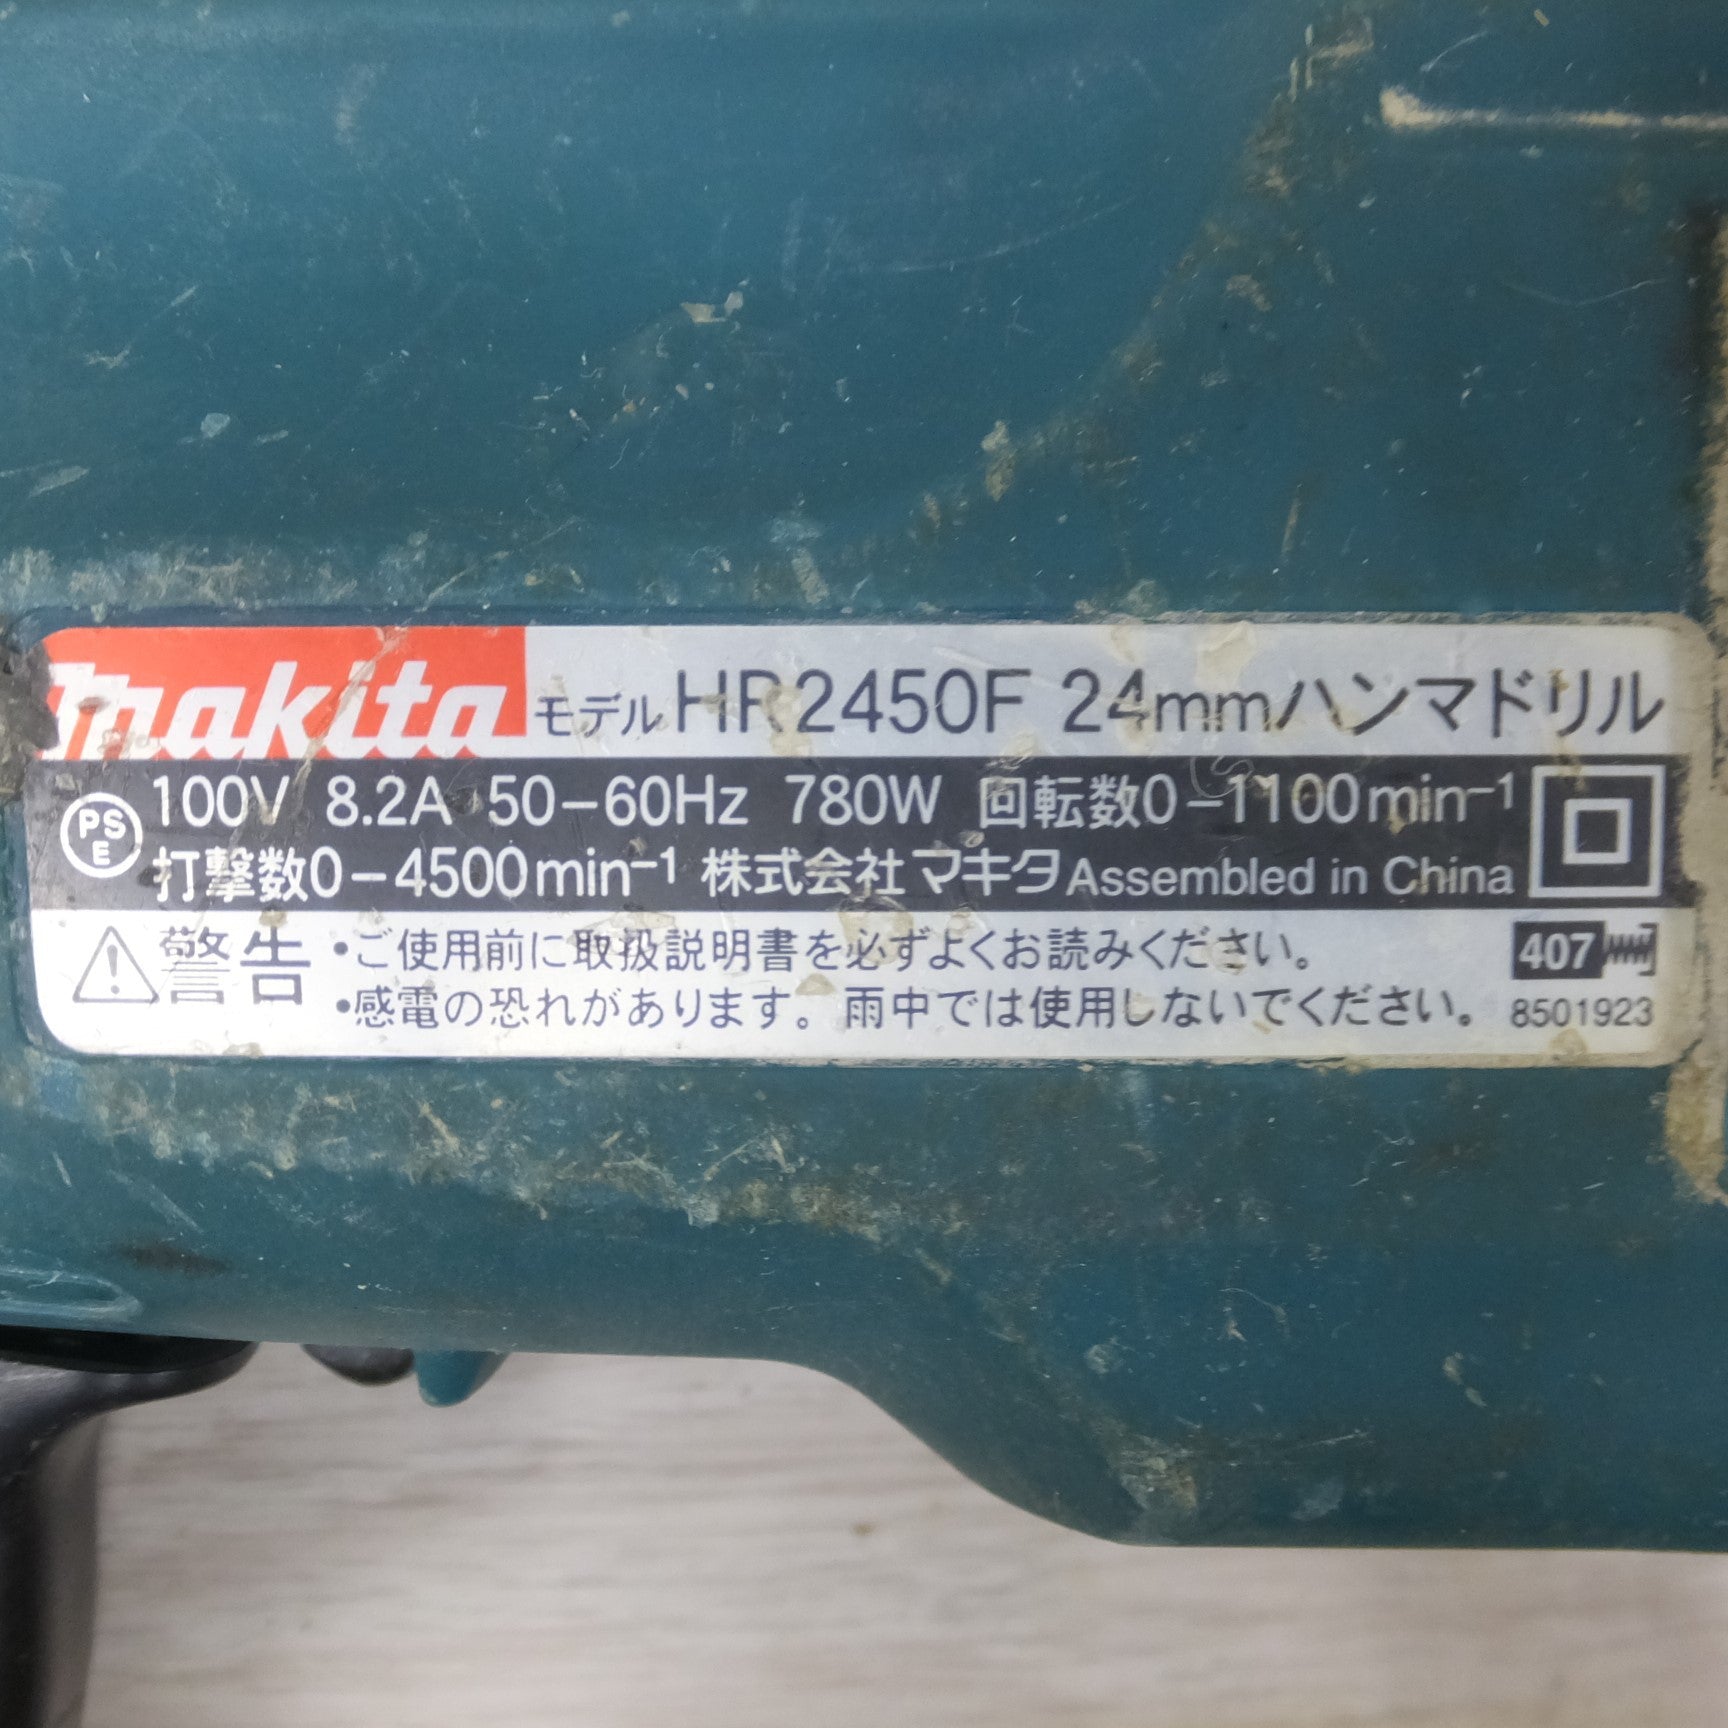 makita モデル HR2450F 24mmハンマドリル
PSE 100V 8.2A 50-60Hz 780W 回転数0-1100min⁻¹
打撃数0-4500min⁻¹ 株式会社マキタ Assembled in China
警告 ・ご使用前に取扱説明書を必ずよくお読みください。 407
・感電の恐れがあります。雨中では使用しないでください。 8501923